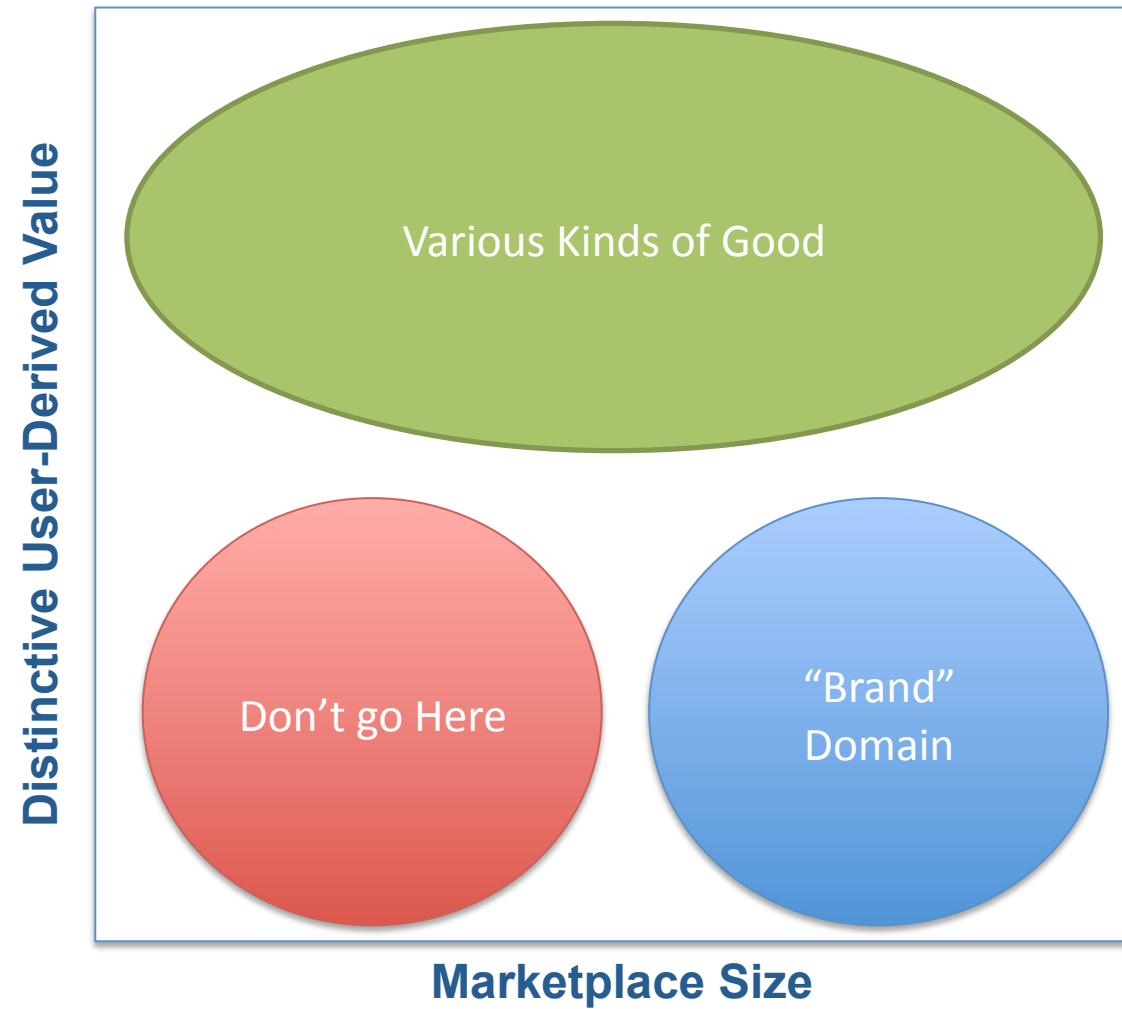 Distinctive User-Derived Value
Various Kinds of Good
Don’t go Here
“Brand”
Domain
Marketplace Size